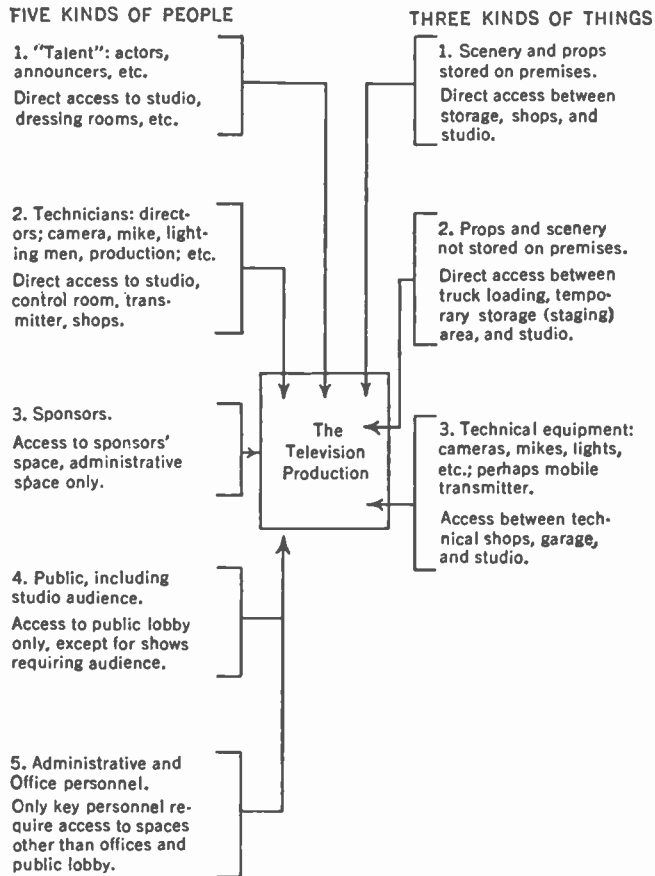 FIVE KINDS OF PEOPLE
1. "Talent": actors,
announcers, etc.
Direct access to studio,
dressing rooms, etc.
2. Technicians: direct-
ors; camera, mike, light-
ing men, production; etc.
Direct access to studio,
control room, trans-
mitter, shops.
3. Sponsors.
Access to sponsors'
space, administrative
space only.
4. Public, including
studio audience.
Access to public lobby
only, except for shows
requiring audience.
5. Administrative and
Office personnel.
Only key personnel re-
quire access to spaces
other than offices and
public lobby.
The
Television
Production
THREE KINDS OF THINGS
1. Scenery and props
stored on premises.
Direct access between
storage, shops, and
studio.
2. Props and scenery
not stored on premises.
Direct access between
truck loading, tempo-
rary storage (staging)
area, and studio.
3. Technical equipment:
cameras, mikes, lights,
etc.; perhaps mobile
transmitter.
Access between tech-
nical shops, garage,
and studio.